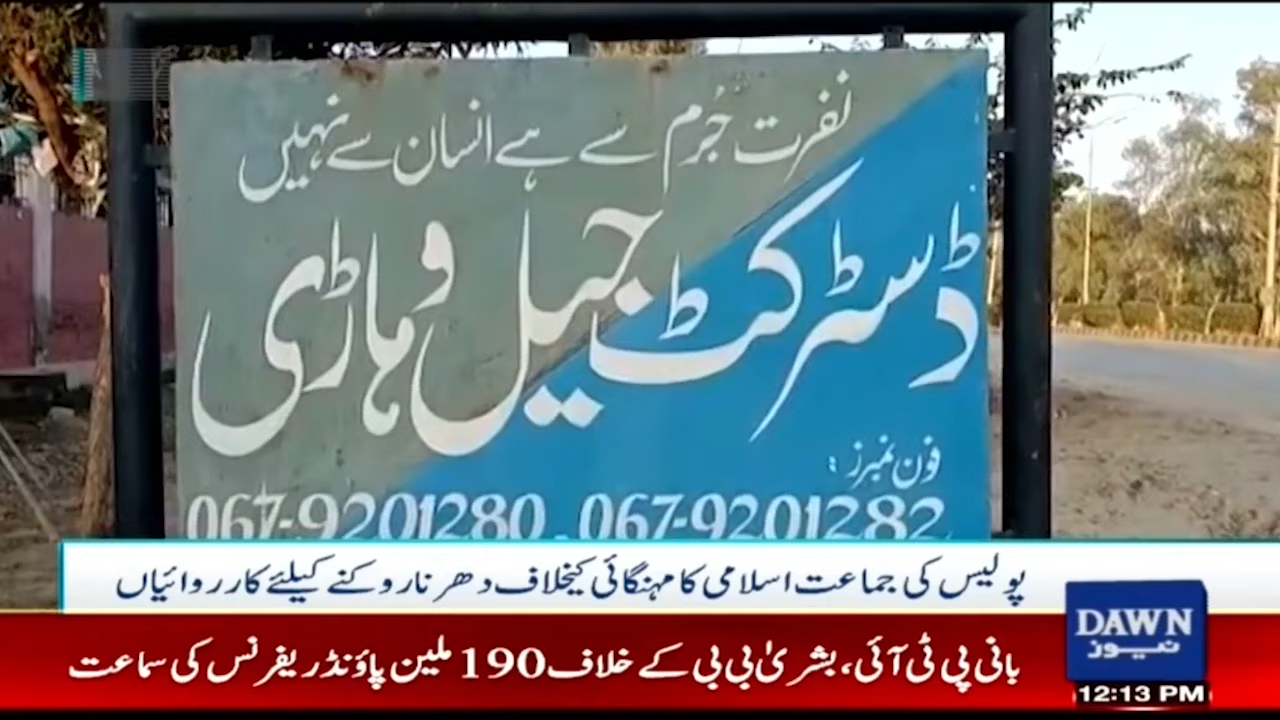 نفرت جُرم سے ہے انسان سے نہیں
ڈسٹرکٹ جیل وہاڑی
فون نمبرز:
067-9201280 . 067-9201282
پولیس کی جماعت اسلامی کا مہنگائی کیخلاف دھرنا روکنے کیلئے کارروائیاں
بانی پی ٹی آئی، بشریٰ بی بی کے خلاف 190 ملین پاؤنڈ ریفرنس کی سماعت
DAWN
نیوز
12:13 PM